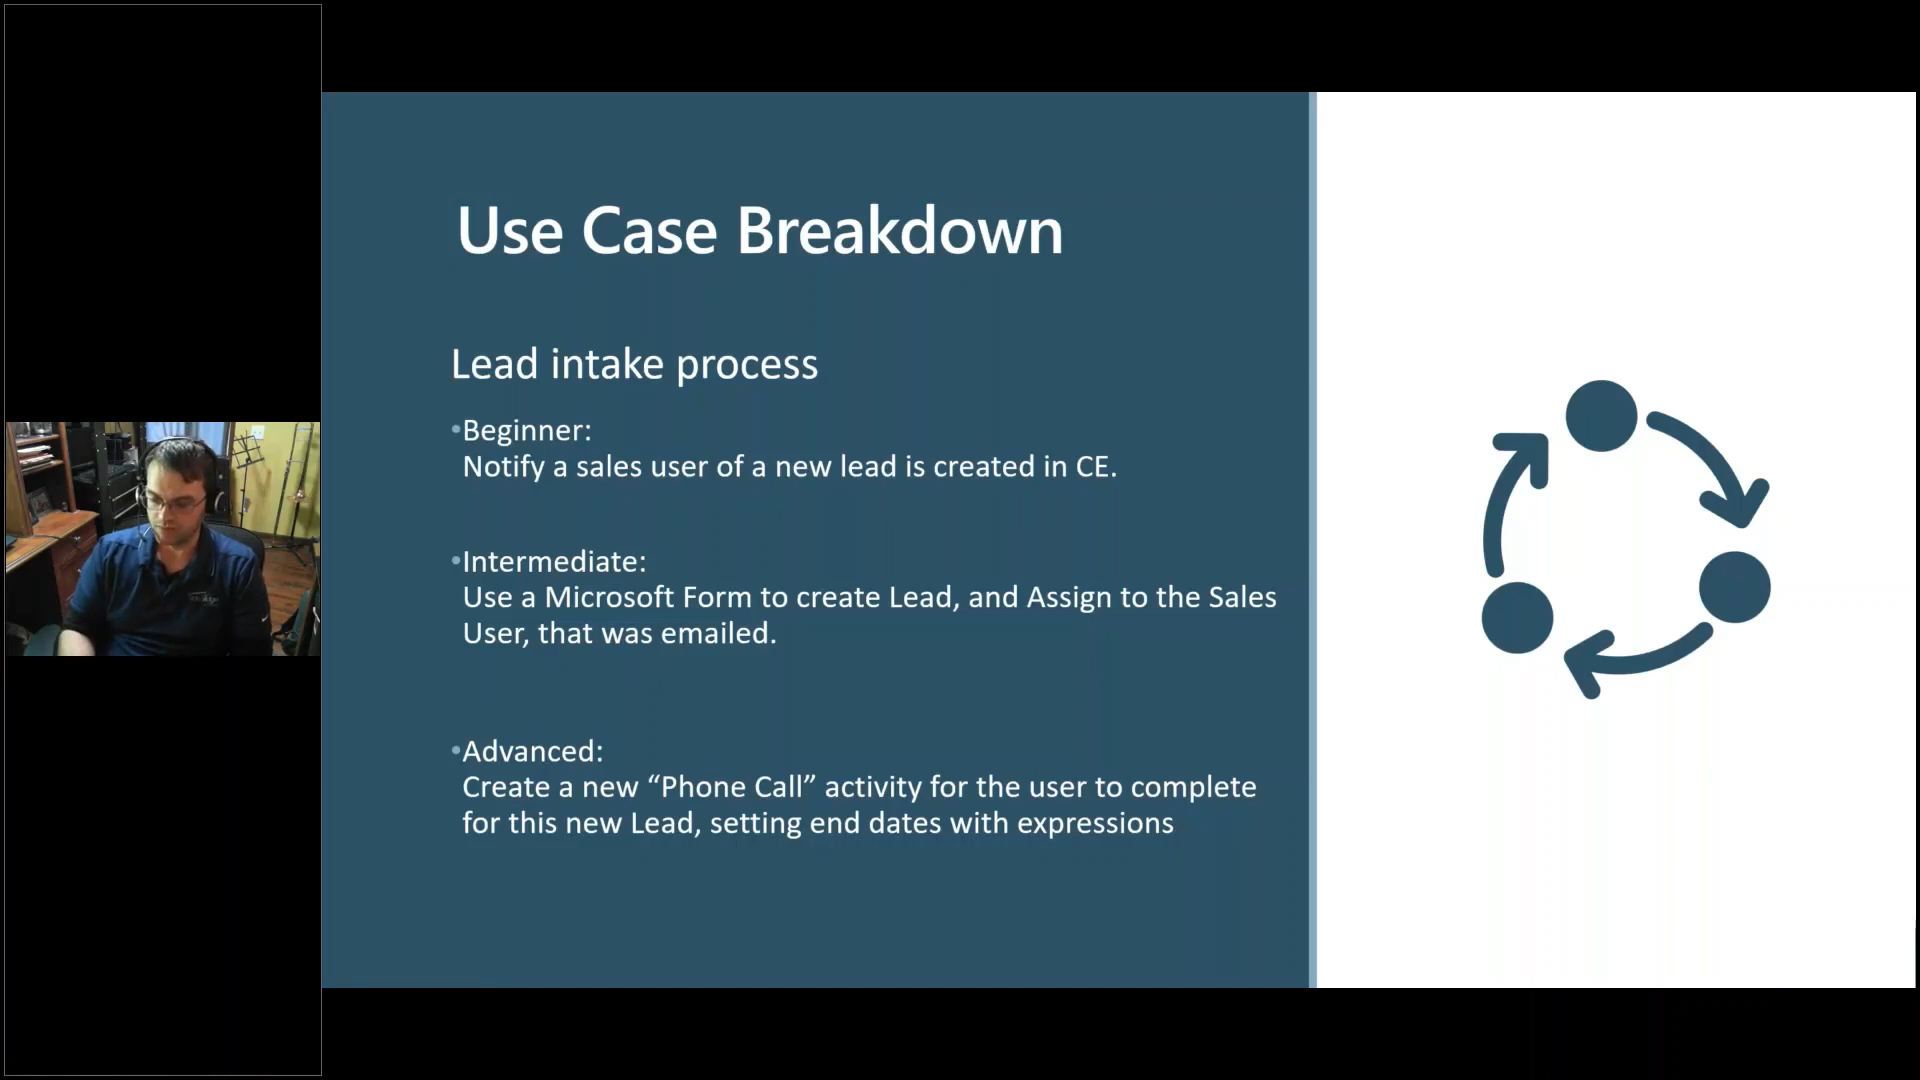 Use Case Breakdown
Lead intake process
•Beginner:
Notify a sales user of a new lead is created in CE.
•Intermediate:
Use a Microsoft Form to create Lead, and Assign to the Sales
User, that was emailed.
•Advanced:
Create a new “Phone Call” activity for the user to complete
for this new Lead, setting end dates with expressions